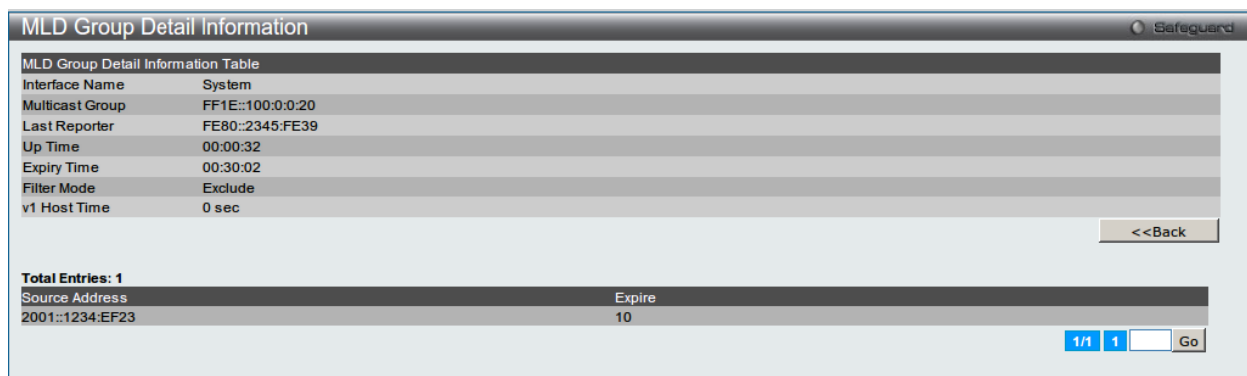 MLD Group Detail Information
Safeguard
MLD Group Detail Information Table
Interface Name System
Multicast Group FF1E::100:0:0:20
Last Reporter FE80::2345:FE39
Up Time 00:00:32
Expiry Time 00:30:02
Filter Mode Exclude
v1 Host Time 0 sec
<<Back
Total Entries: 1
Source Address Expire
2001::1234:EF23 10
1/1 1 Go